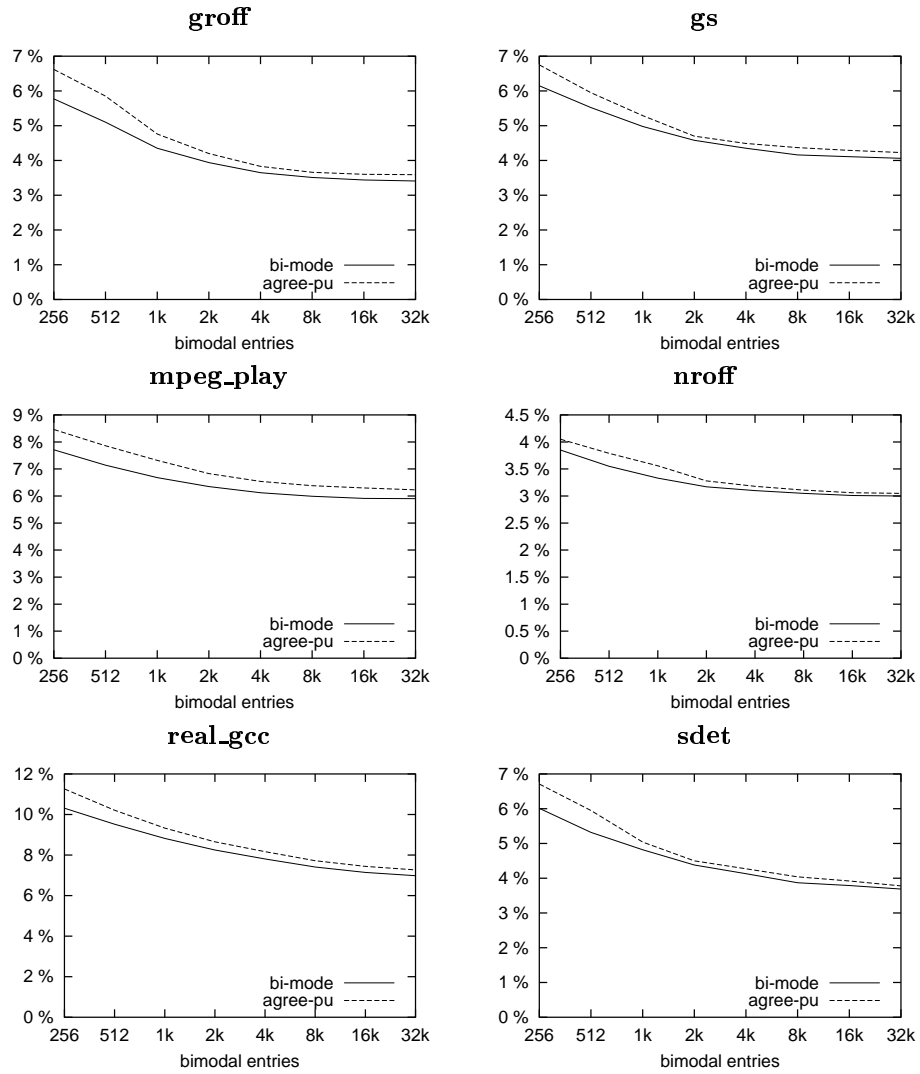 groff
7 %
6 %
5 %
4 %
3 %
2 %
1 %
0 %
bi-mode
agree-pu
256 512 1k 2k 4k 8k 16k 32k
bimodal entries
gs
7 %
6 %
5 %
4 %
3 %
2 %
1 %
0 %
bi-mode
agree-pu
256 512 1k 2k 4k 8k 16k 32k
bimodal entries
mpeg_play
9 %
8 %
7 %
6 %
5 %
4 %
3 %
2 %
1 %
0 %
bi-mode
agree-pu
256 512 1k 2k 4k 8k 16k 32k
bimodal entries
nroff
4.5 %
4 %
3.5 %
3 %
2.5 %
2 %
1.5 %
1 %
0.5 %
0 %
bi-mode
agree-pu
256 512 1k 2k 4k 8k 16k 32k
bimodal entries
real_gcc
12 %
10 %
8 %
6 %
4 %
2 %
0 %
bi-mode
agree-pu
256 512 1k 2k 4k 8k 16k 32k
bimodal entries
sdet
7 %
6 %
5 %
4 %
3 %
2 %
1 %
0 %
bi-mode
agree-pu
256 512 1k 2k 4k 8k 16k 32k
bimodal entries